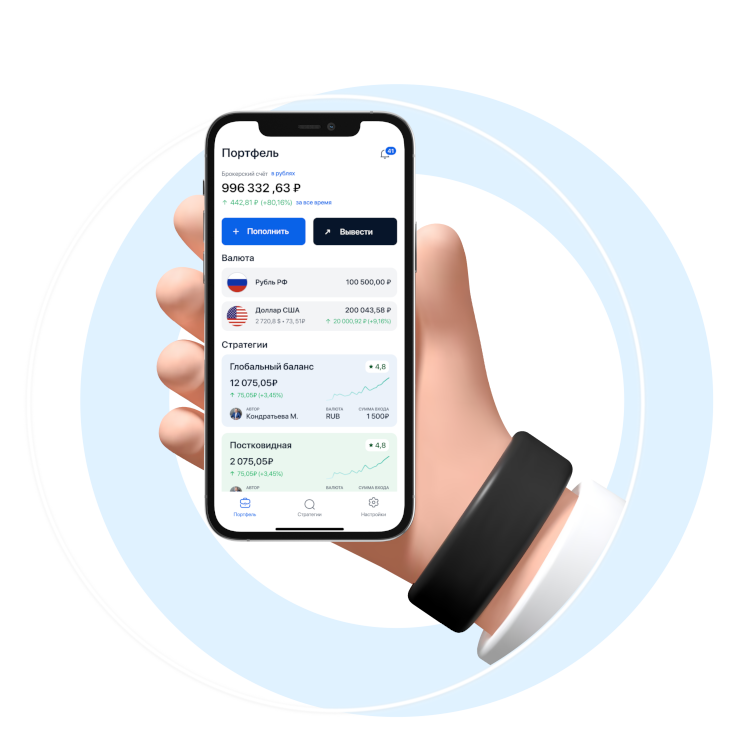 Портфель
41
Брокерский счёт в рублях
996 332 ,63 ₽
↑ 442,81 ₽ (+80,16%) за все время
+ Пополнить
↗ Вывести
Валюта
Рубль РФ 100 500,00 ₽
Доллар США 200 043,58 ₽
2 720,8 $ • 73, 51₽ ↑ 20 000,92 ₽ (+9,16%)
Стратегии
Глобальный баланс ★ 4,8
12 075,05₽
↑ 75,05₽ (+3,45%)
АВТОР ВАЛЮТА СУММА ВХОДА
Кондратьева М. RUB 1 500₽
Постковидная ★ 4,8
2 075,05₽
↑ 75,05₽ (+3,45%)
АВТОР ВАЛЮТА СУММА ВХОДА
Портфель Стратегии Настройки